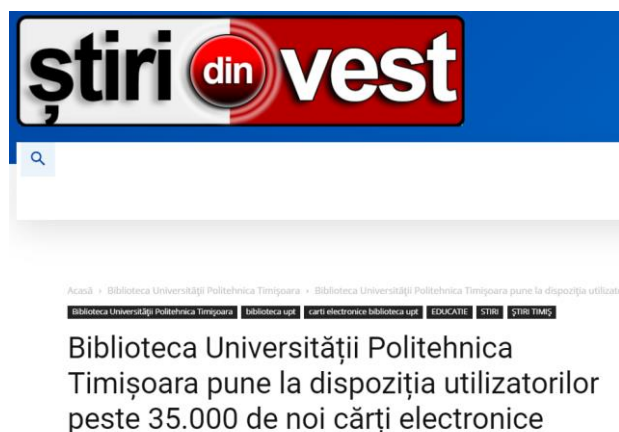 știri din vest
Acasă › Biblioteca Universității Politehnica Timișoara › Biblioteca Universității Politehnica Timișoara pune la dispoziția utilizato
Biblioteca Universității Politehnica Timișoara biblioteca upt carti electronice biblioteca upt EDUCATIE STIRI ȘTIRI TIMIȘ
Biblioteca Universității Politehnica
Timișoara pune la dispoziția utilizatorilor
peste 35.000 de noi cărți electronice